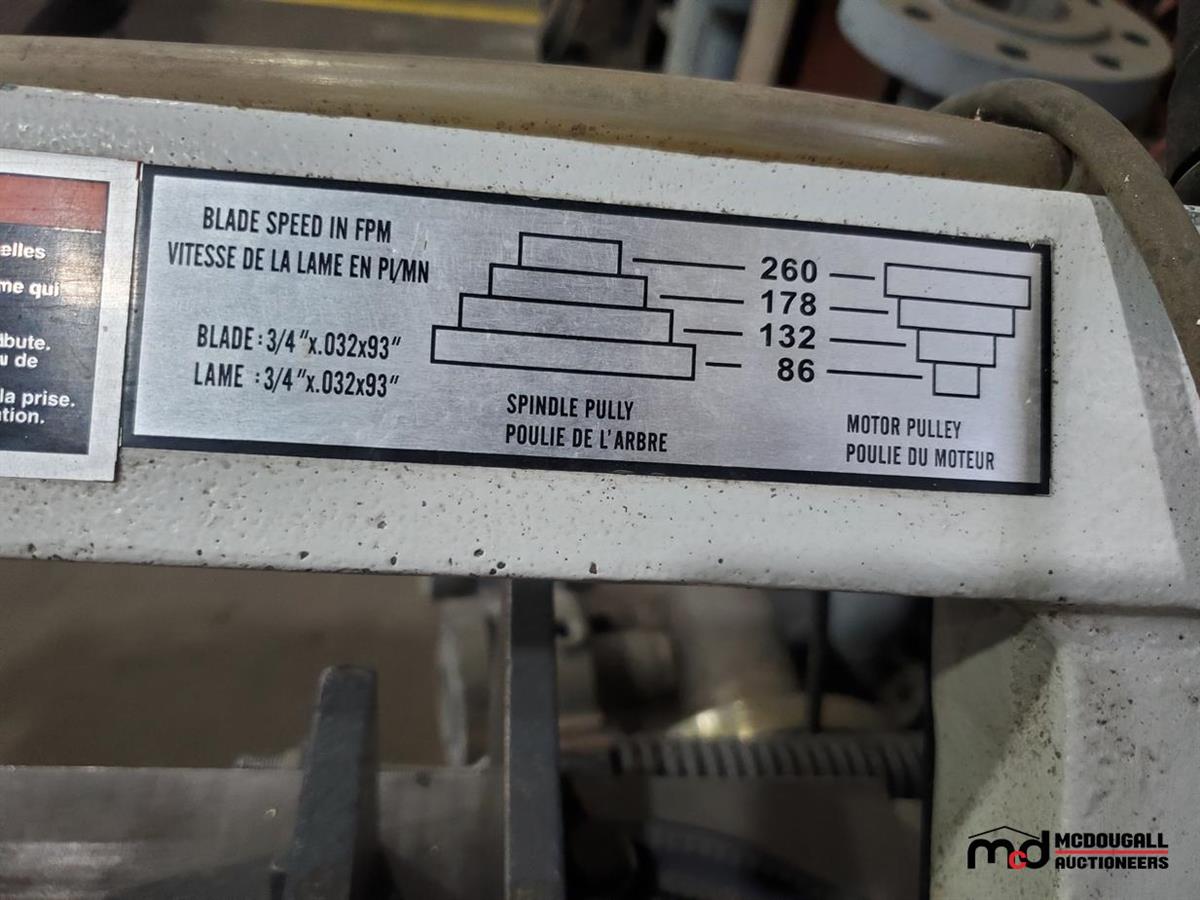 elles
me qui
ibute.
u de
la prise.
tion.
BLADE SPEED IN FPM
VITESSE DE LA LAME EN PI/MN
BLADE : 3/4"x.032x93"
LAME : 3/4"x.032x93"
260
178
132
86
SPINDLE PULLY
POULIE DE L'ARBRE
MOTOR PULLEY
POULIE DU MOTEUR
mcd MCDOUGALL
AUCTIONEERS